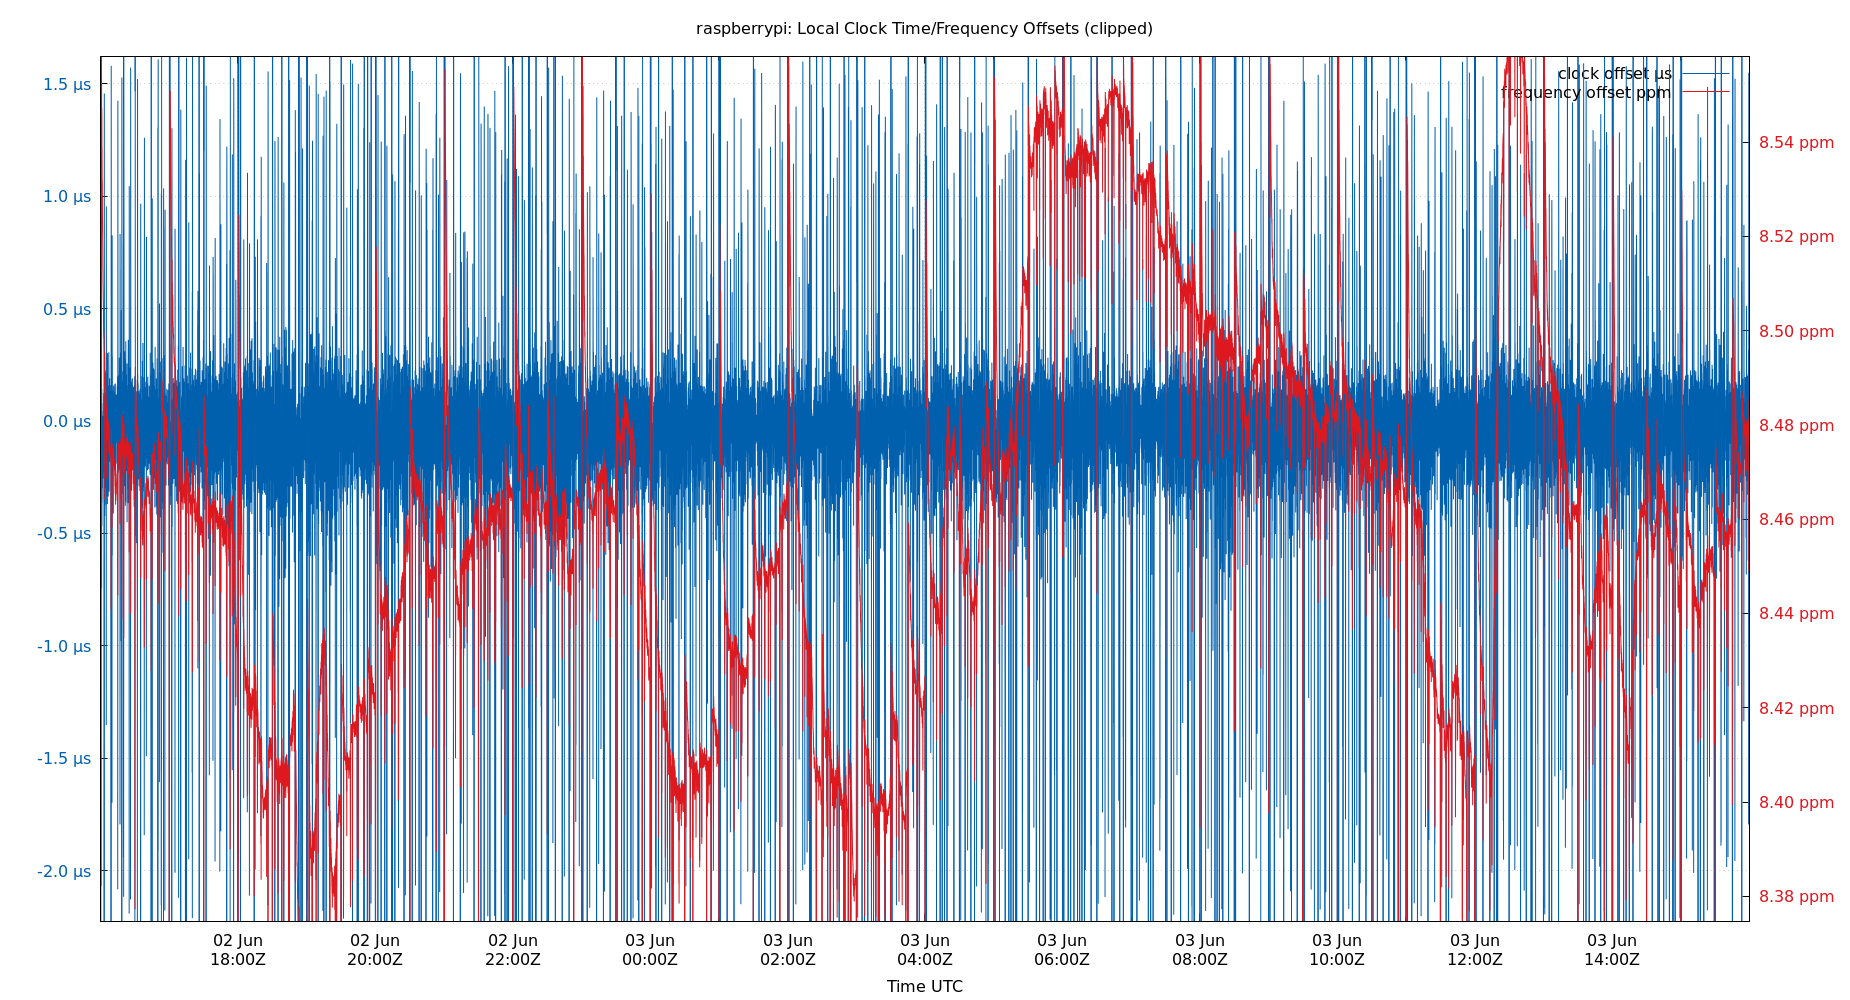 raspberrypi: Local Clock Time/Frequency Offsets (clipped)
clock offset µs
frequency offset ppm
1.5 µs
1.0 µs
0.5 µs
0.0 µs
-0.5 µs
-1.0 µs
-1.5 µs
-2.0 µs
8.54 ppm
8.52 ppm
8.50 ppm
8.48 ppm
8.46 ppm
8.44 ppm
8.42 ppm
8.40 ppm
8.38 ppm
02 Jun 02 Jun 02 Jun 03 Jun 03 Jun 03 Jun 03 Jun 03 Jun 03 Jun 03 Jun 03 Jun
18:00Z 20:00Z 22:00Z 00:00Z 02:00Z 04:00Z 06:00Z 08:00Z 10:00Z 12:00Z 14:00Z
Time UTC